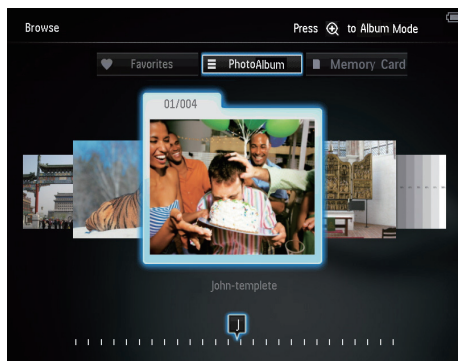 Browse
Press to Album Mode
Favorites
PhotoAlbum
Memory Card
01/004
John-templete
J